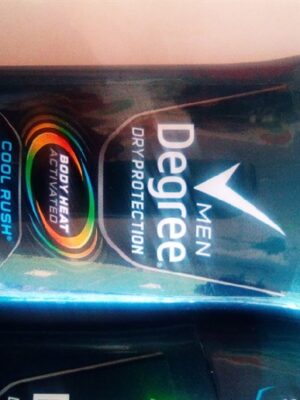 MEN
Degree®
DRY PROTECTION
BODY HEAT
ACTIVATED
COOL RUSH®